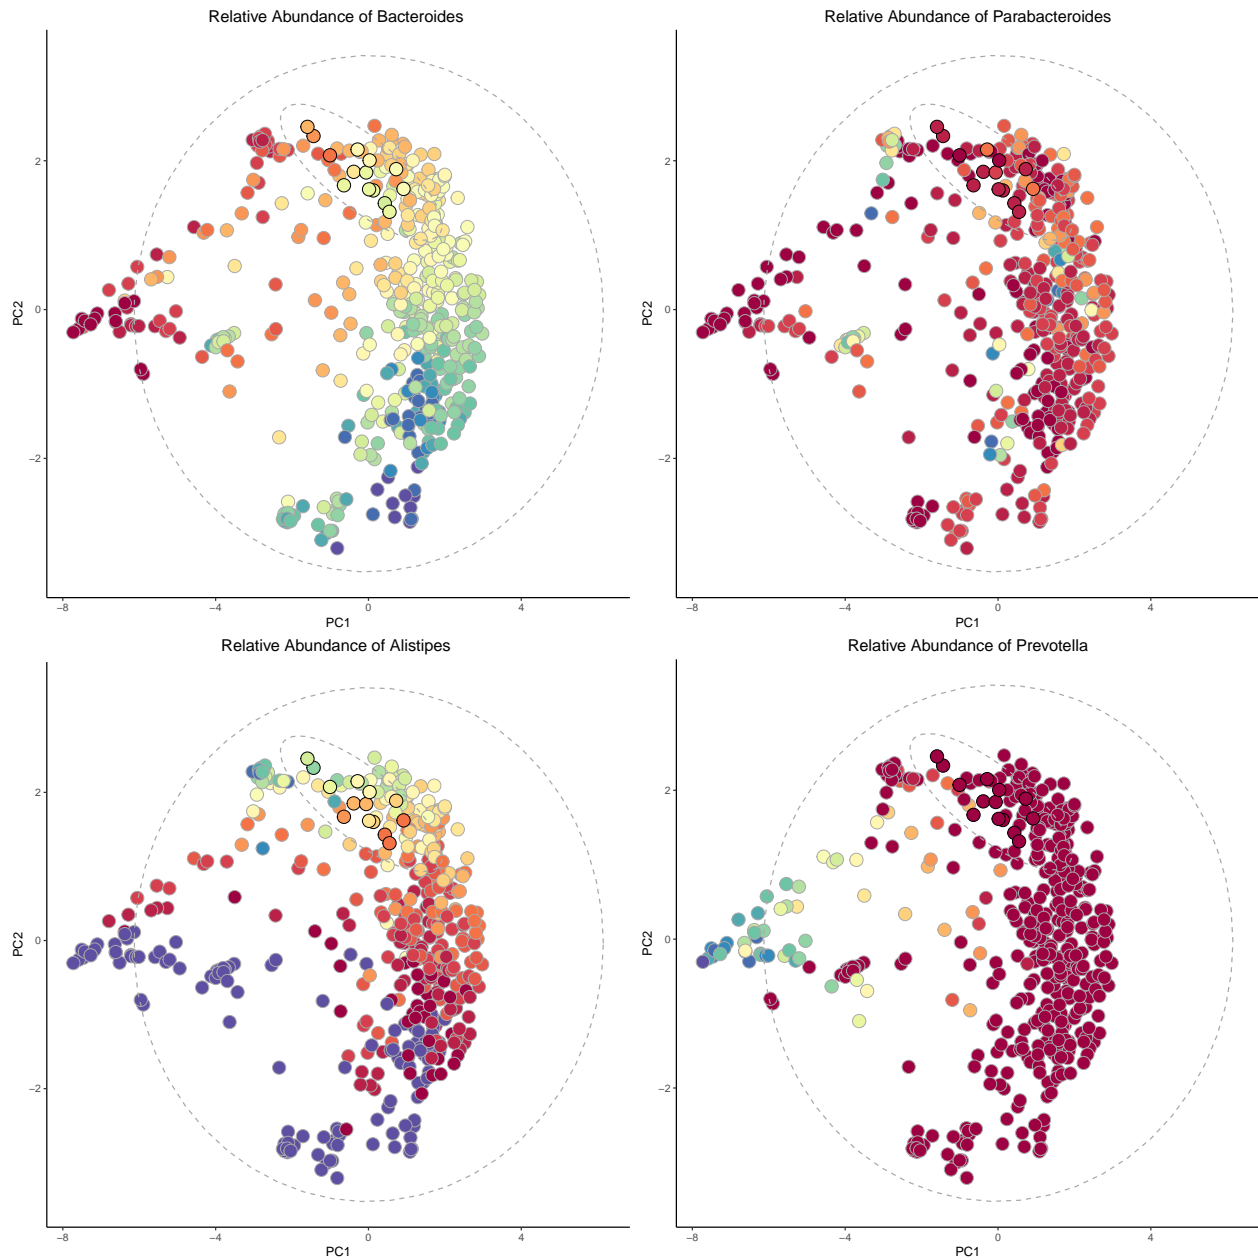 Relative Abundance of Bacteroides
PC2
2
0
−2
−8
−4
0
4
PC1
Relative Abundance of Parabacteroides
PC2
2
0
−2
−8
−4
0
4
PC1
Relative Abundance of Alistipes
PC2
2
0
−2
−8
−4
0
4
PC1
Relative Abundance of Prevotella
PC2
2
0
−2
−8
−4
0
4
PC1